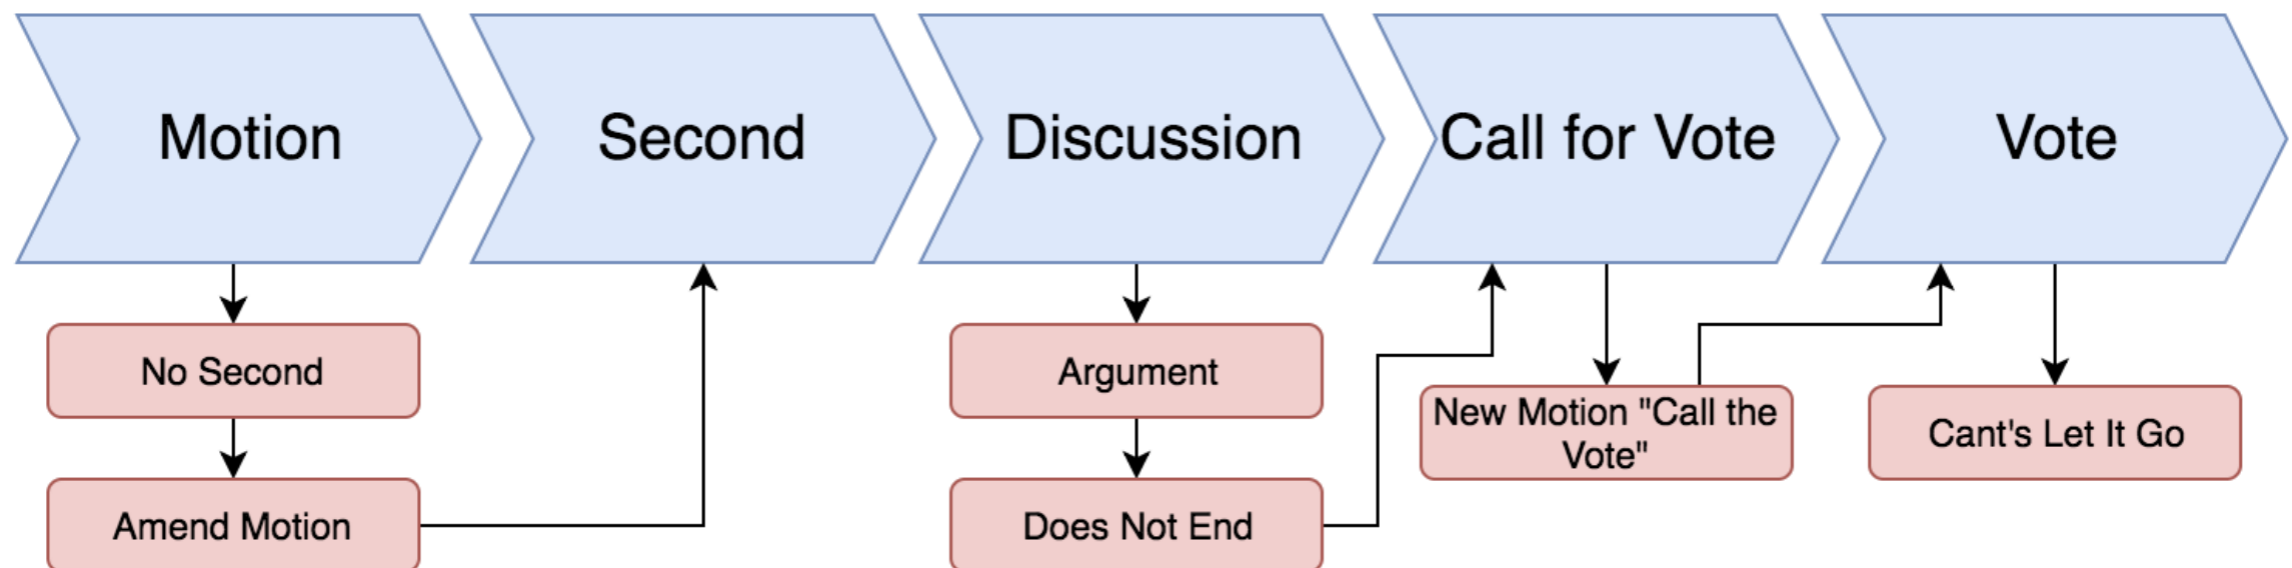 Motion
Second
Discussion
Call for Vote
Vote
No Second
Argument
New Motion "Call the
Vote"
Cant's Let It Go
Amend Motion
Does Not End